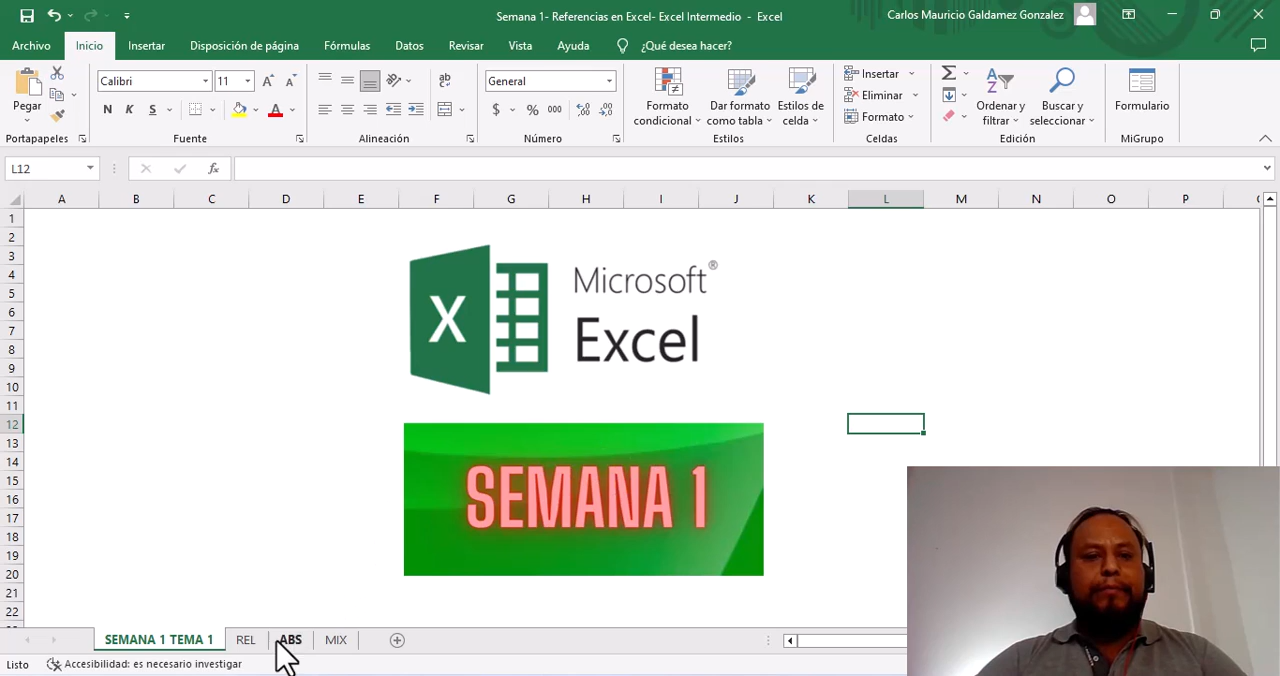 Semana 1- Referencias en Excel- Excel Intermedio - Excel
Carlos Mauricio Galdamez Gonzalez
Archivo Inicio Insertar Disposición de página Fórmulas Datos Revisar Vista Ayuda ¿Qué desea hacer?
Pegar
Portapapeles
Calibri 11
N K S
Fuente
Alineación
General
$ % 000
Número
Formato condicional
Dar formato como tabla
Estilos de celda
Estilos
Insertar
Eliminar
Formato
Celdas
Ordenar y filtrar
Buscar y seleccionar
Edición
Formulario
MiGrupo
L12
fx
A B C D E F G H I J K L M N O P
1
2
3
4
5
6
7
8
9
10
11
12
13
14
15
16
17
18
19
20
21
22
Microsoft®
Excel
SEMANA 1
SEMANA 1 TEMA 1 REL ABS MIX
Listo Accesibilidad: es necesario investigar